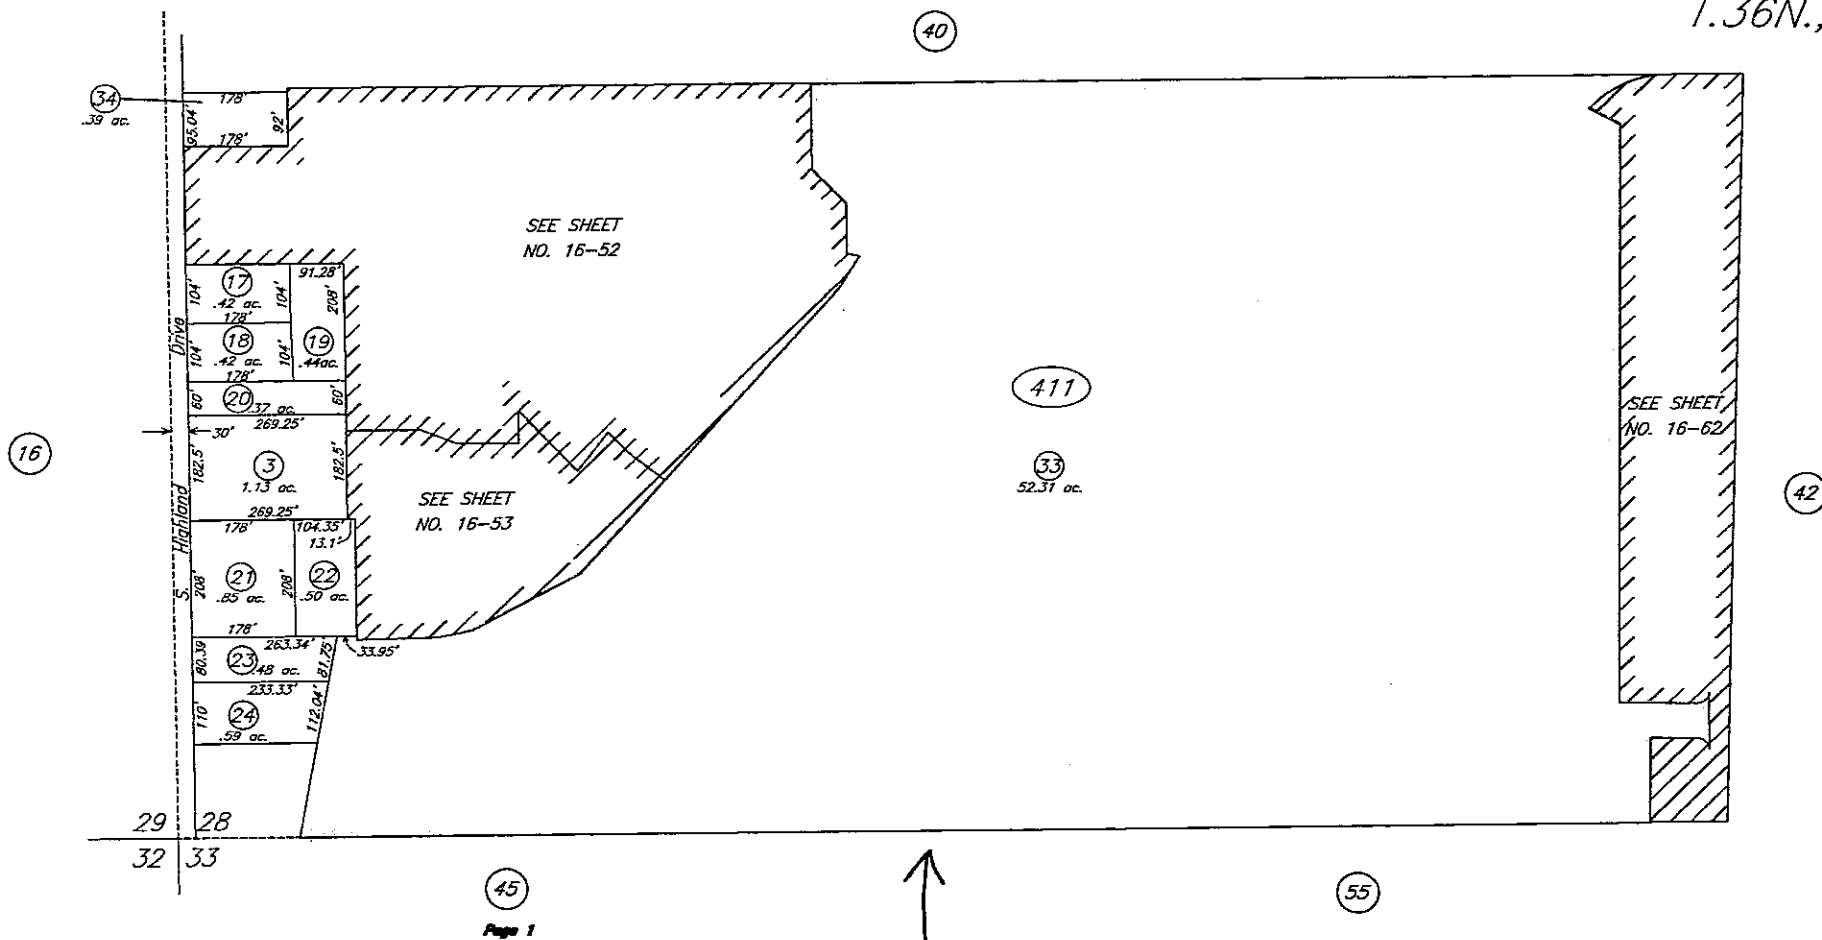 T.36N.,
40
34
.39 ac.
178'
95.04'
92'
178'
SEE SHEET
NO. 16-52
17
.42 ac.
104'
104'
178'
91.28'
208'
18
.42 ac.
104'
104'
178'
19
.44ac.
20
.37 ac.
60'
60'
269.25'
30'
S. Highland Drive
16
3
1.13 ac.
182.5'
182.5'
269.25'
SEE SHEET
NO. 16-53
411
33
52.31 ac.
SEE SHEET
NO. 16-62
42
178'
104.35'
13.1'
21
.85 ac.
208'
208'
178'
22
.50 ac.
263.34'
33.95'
23
.48 ac.
80.39
81.75'
233.33'
24
.59 ac.
110'
112.04'
29 28
32 33
45
55
Page 1